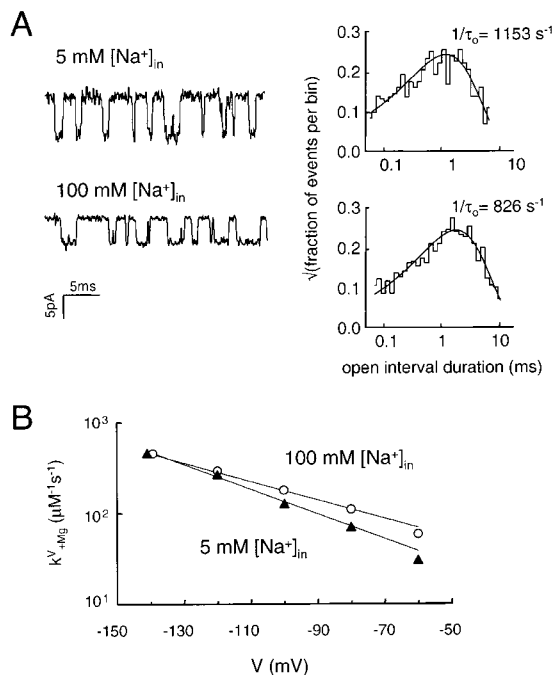 A
5 mM [Na⁺]in
100 mM [Na⁺]in
5pA
5ms
√(fraction of events per bin)
1/τo= 1153 s⁻¹
0.3
0.2
0.1
0.0
0.1 1 10
1/τo= 826 s⁻¹
0.3
0.2
0.1
0.0
0.1 1 10
open interval duration (ms)
B
kV+Mg (μM⁻¹s⁻¹)
10³
10²
10¹
100 mM [Na⁺]in
5 mM [Na⁺]in
-150 -130 -110 -90 -70 -50
V (mV)